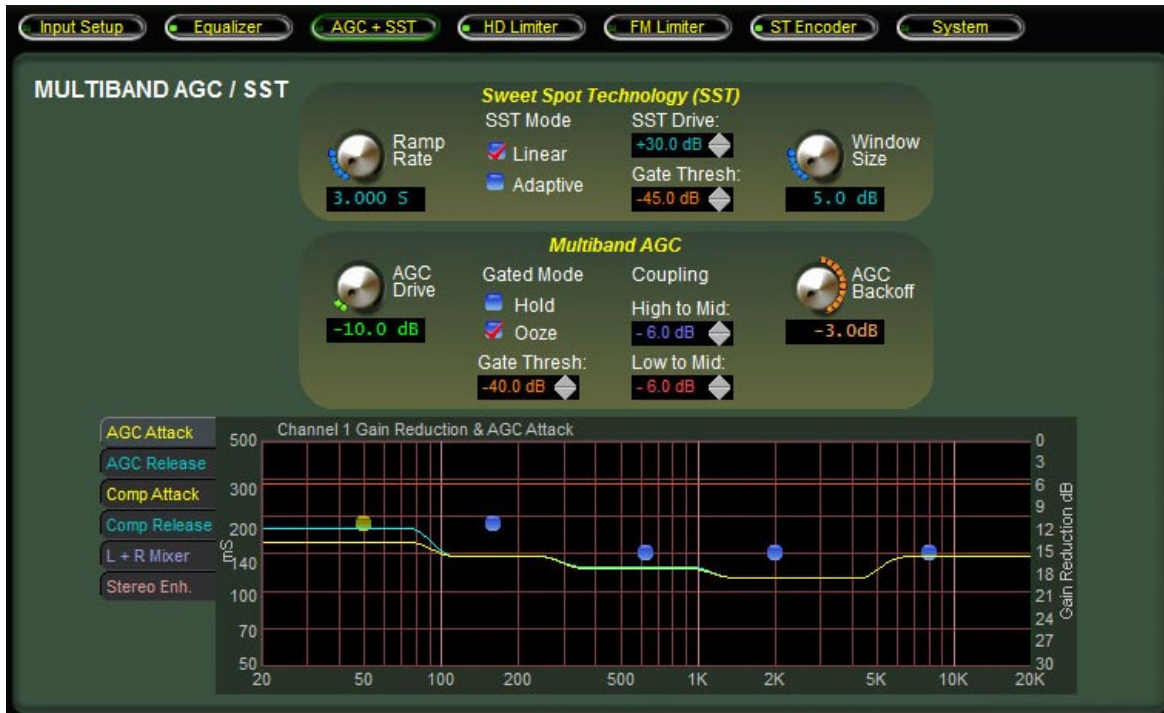 Input Setup Equalizer AGC + SST HD Limiter FM Limiter ST Encoder System
MULTIBAND AGC / SST
Sweet Spot Technology (SST)
Ramp Rate
3.000 S
SST Mode
Linear
Adaptive
SST Drive:
+30.0 dB
Gate Thresh:
-45.0 dB
Window Size
5.0 dB
Multiband AGC
AGC Drive
-10.0 dB
Gated Mode
Hold
Ooze
Gate Thresh:
-40.0 dB
Coupling
High to Mid:
- 6.0 dB
Low to Mid:
- 6.0 dB
AGC Backoff
-3.0dB
AGC Attack
AGC Release
Comp Attack
Comp Release
L + R Mixer
Stereo Enh.
Channel 1 Gain Reduction & AGC Attack
500
300
200
140
100
70
50
mS
0
3
6
9
12
15
18
21
24
27
30
Gain Reduction dB
20 50 100 200 500 1K 2K 5K 10K 20K